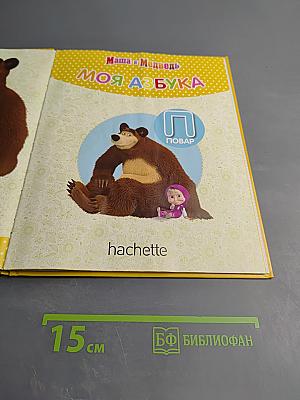 Маша и Медведь
МОЯ АЗБУКА
П
ПОВАР
hachette
15 см
БФ БИБЛИОФАН